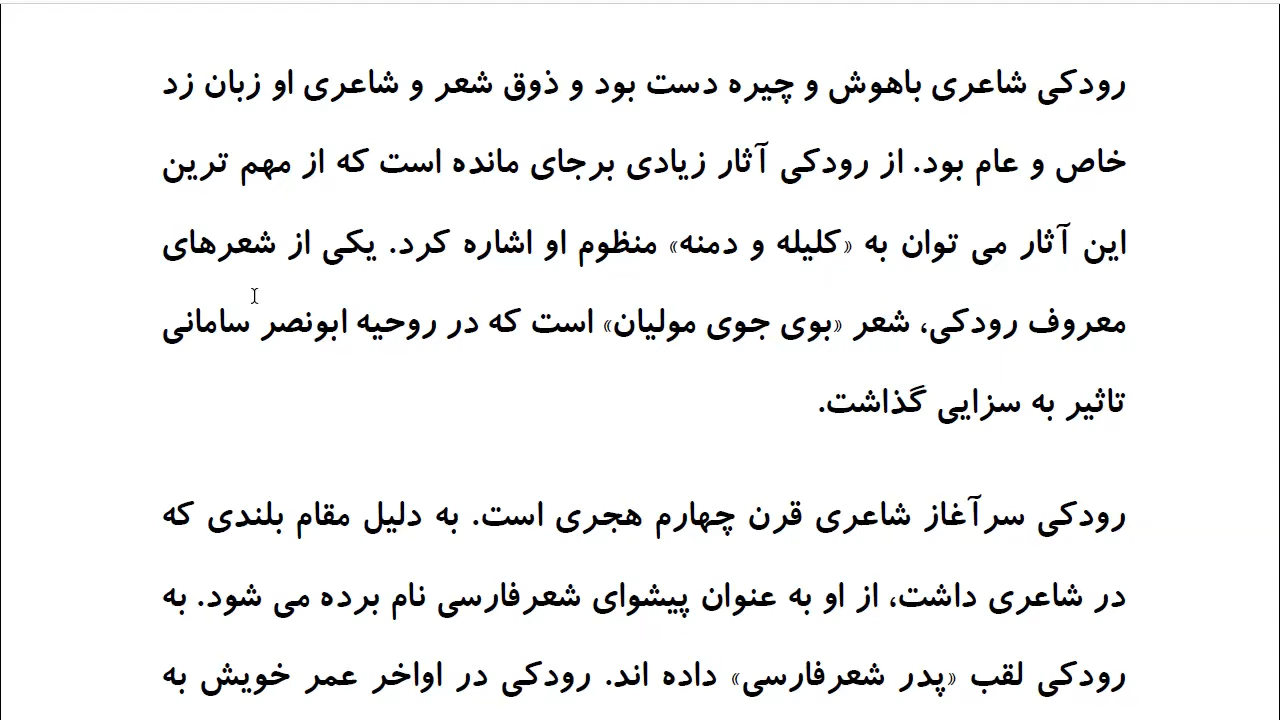 رودکی شاعری باهوش و چیره دست بود و ذوق شعر و شاعری او زبان زد
خاص و عام بود. از رودکی آثار زیادی برجای مانده است که از مهم ترین
این آثار می توان به «کلیله و دمنه» منظوم او اشاره کرد. یکی از شعرهای
معروف رودکی، شعر «بوی جوی مولیان» است که در روحیه ابونصر سامانی
تاثیر به سزایی گذاشت.
رودکی سرآغاز شاعری قرن چهارم هجری است. به دلیل مقام بلندی که
در شاعری داشت، از او به عنوان پیشوای شعرفارسی نام برده می شود. به
رودکی لقب «پدر شعرفارسی» داده اند. رودکی در اواخر عمر خویش به